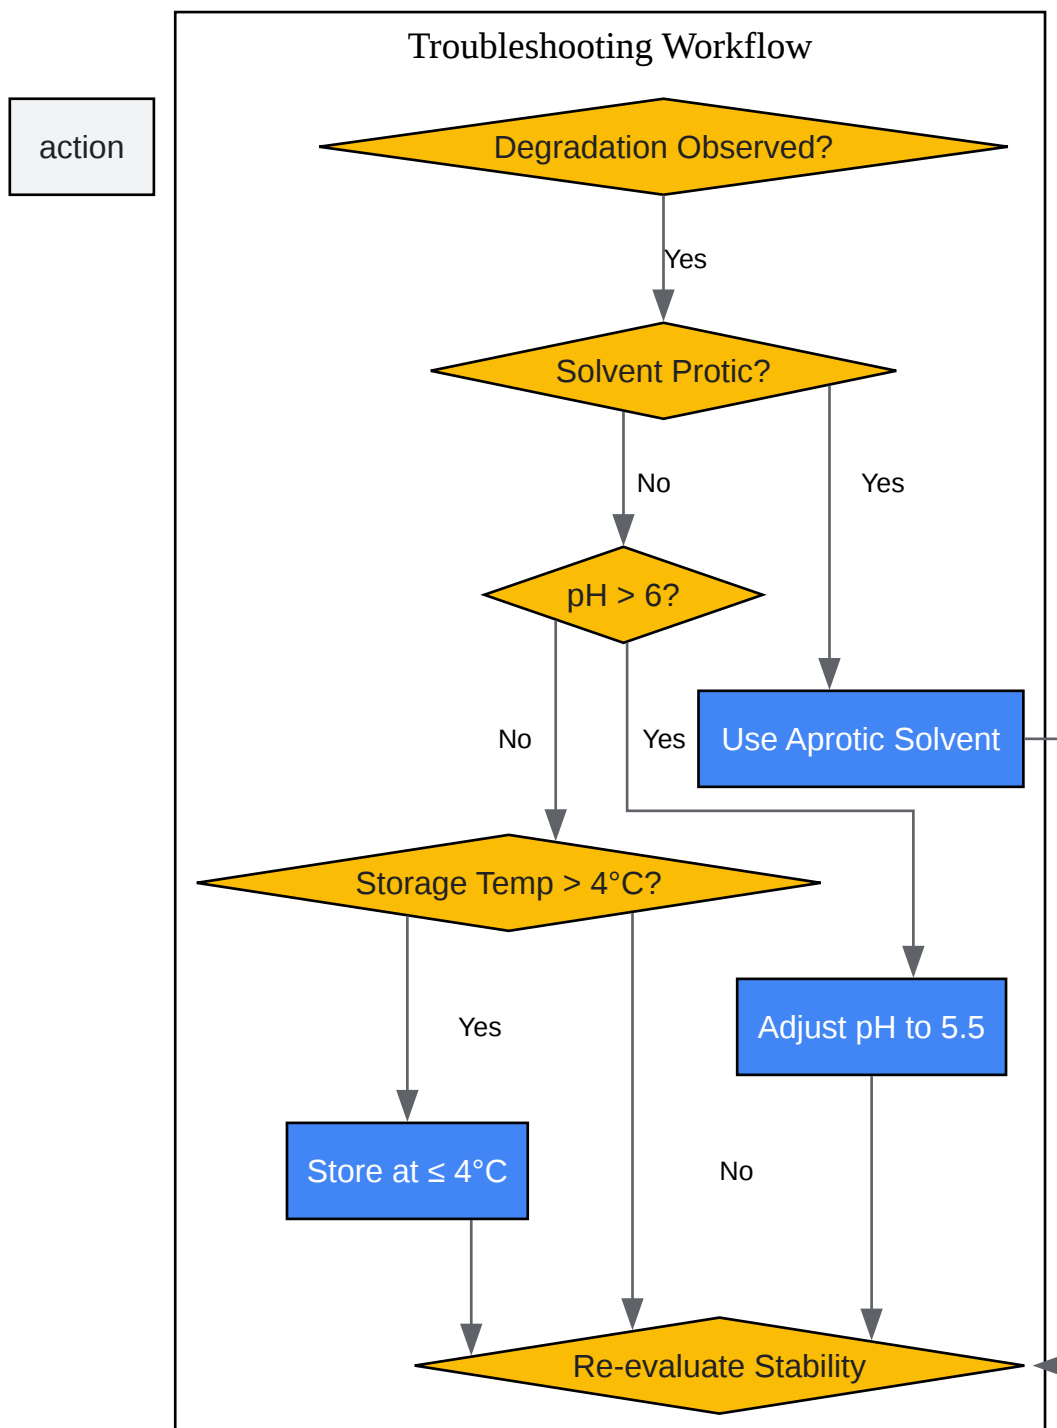 Troubleshooting Workflow
action
Degradation Observed?
Yes
Solvent Protic?
No
Yes
pH > 6?
No
Yes
Use Aprotic Solvent
Storage Temp > 4°C?
Yes
Adjust pH to 5.5
Store at ≤ 4°C
No
Re-evaluate Stability